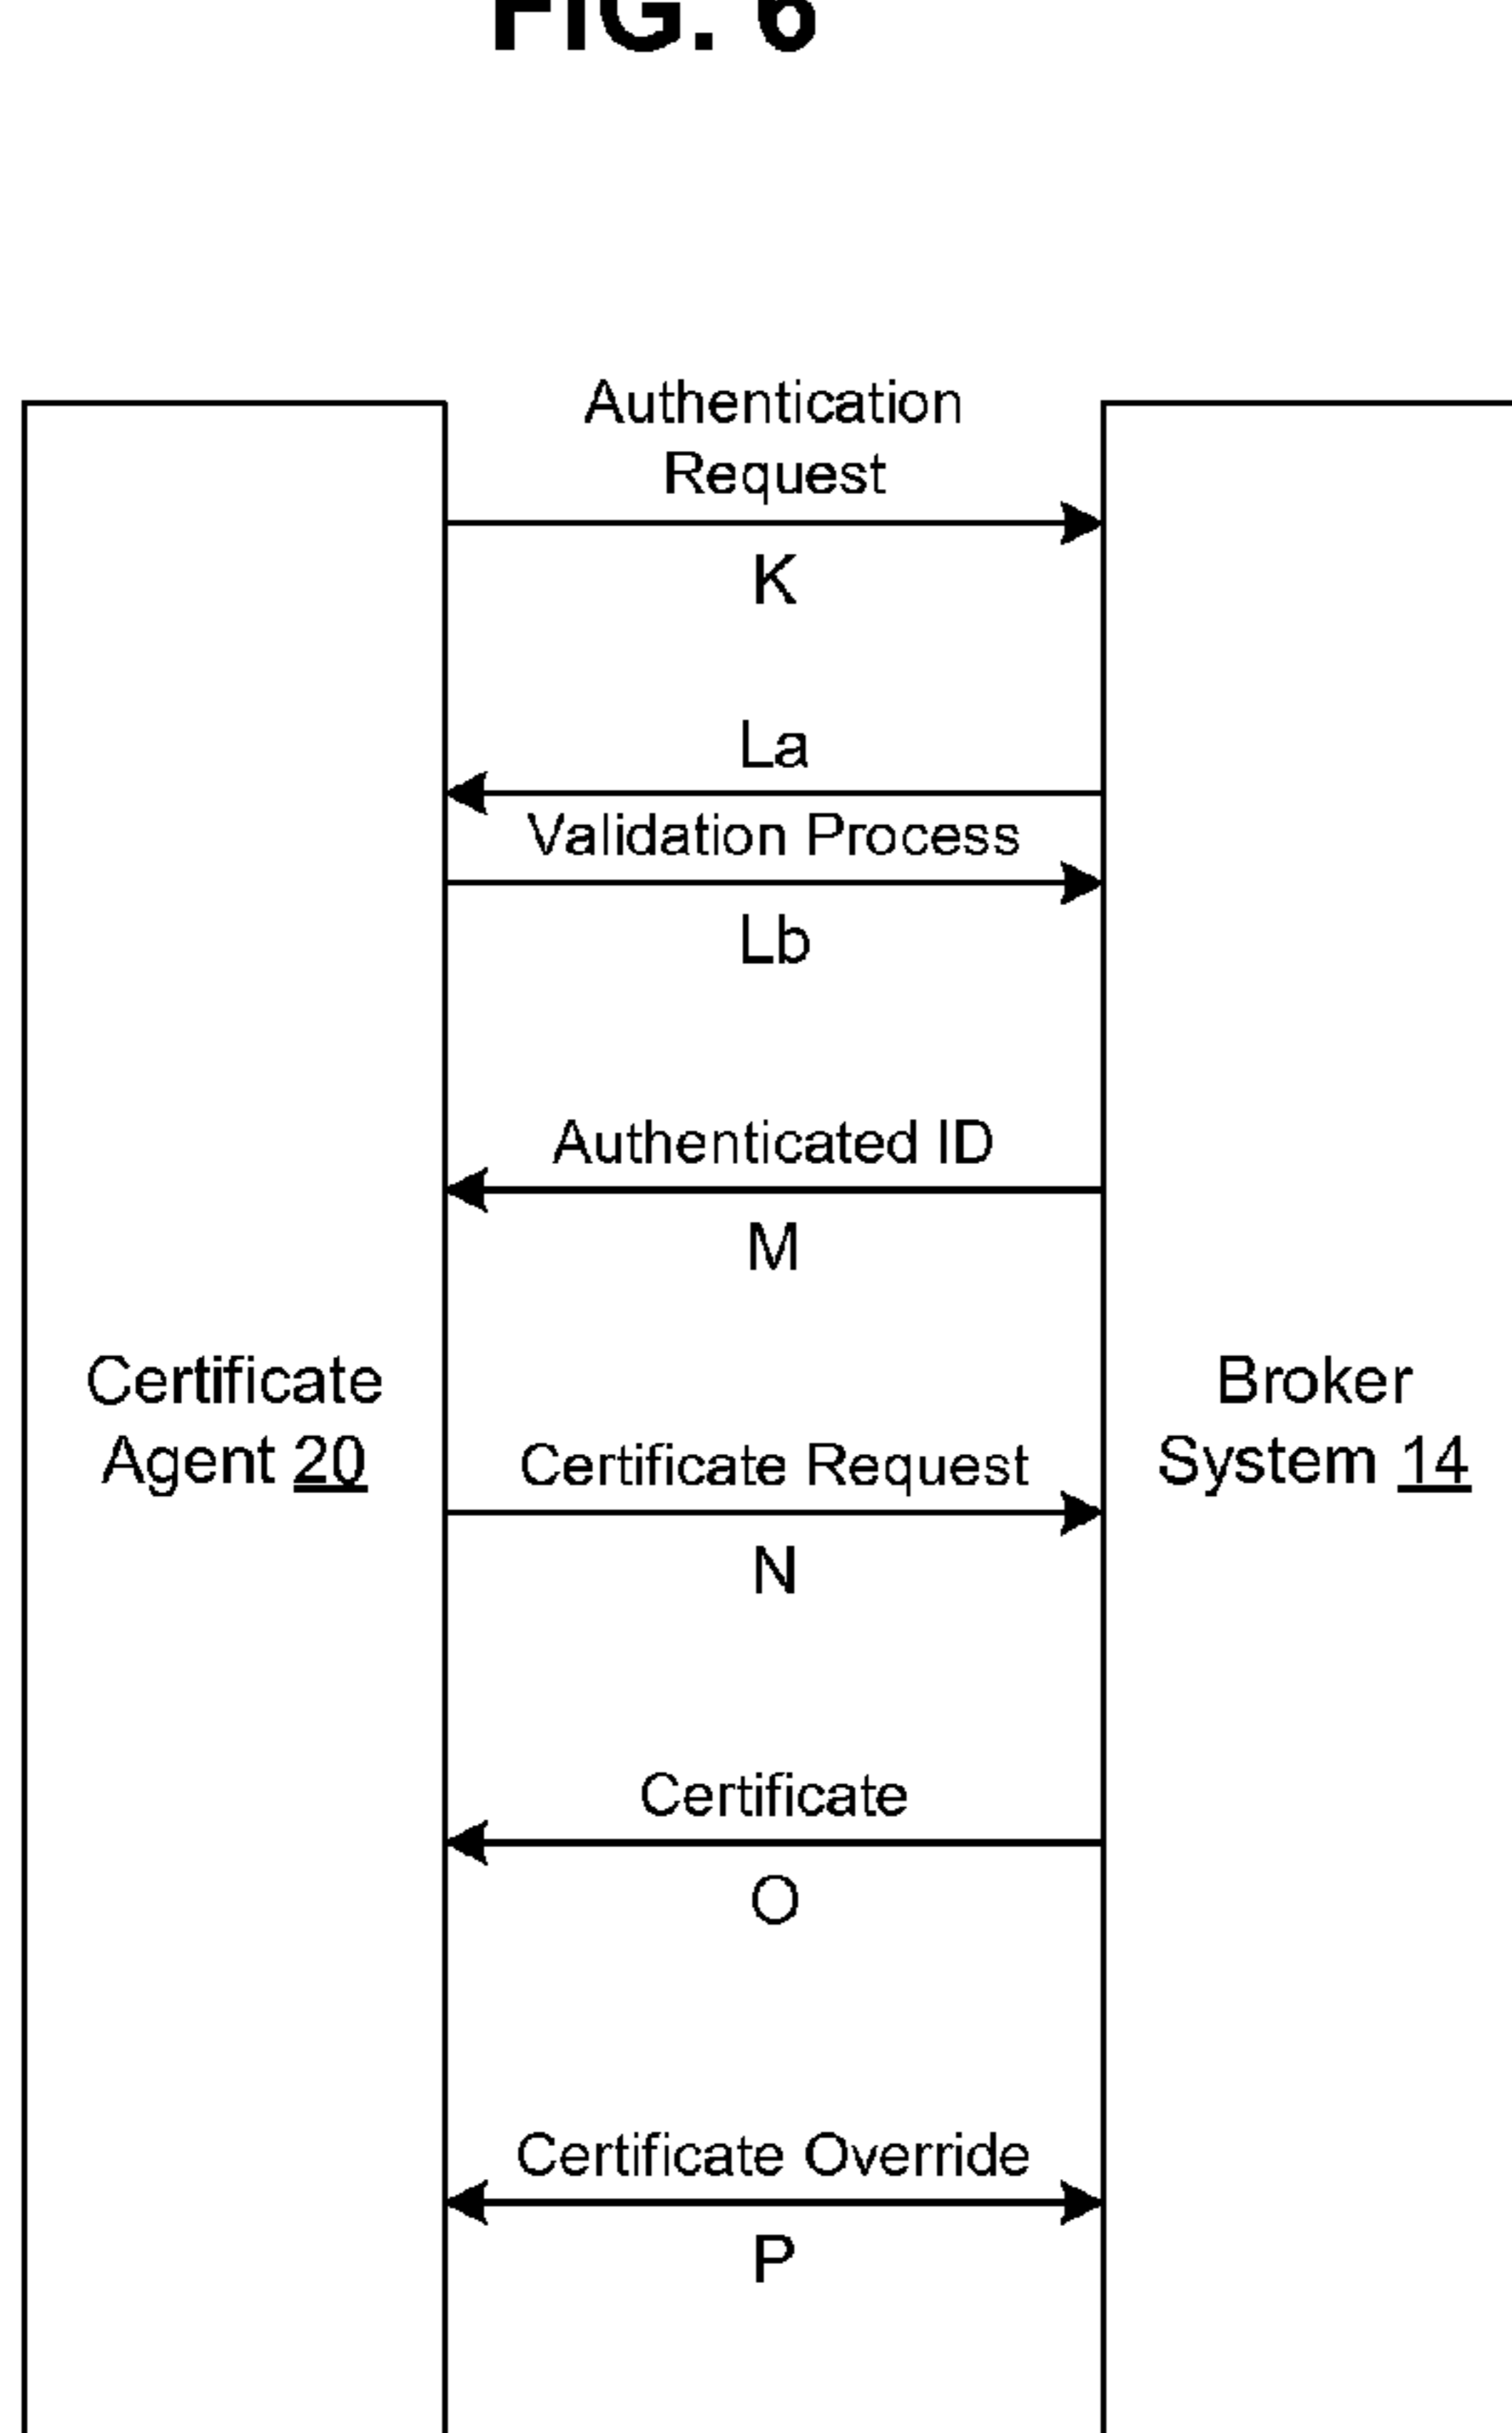 FIG. 6
Authentication
Request
K
La
Validation Process
Lb
Authenticated ID
M
Certificate
Agent 20
Broker
System 14
Certificate Request
N
Certificate
O
Certificate Override
P